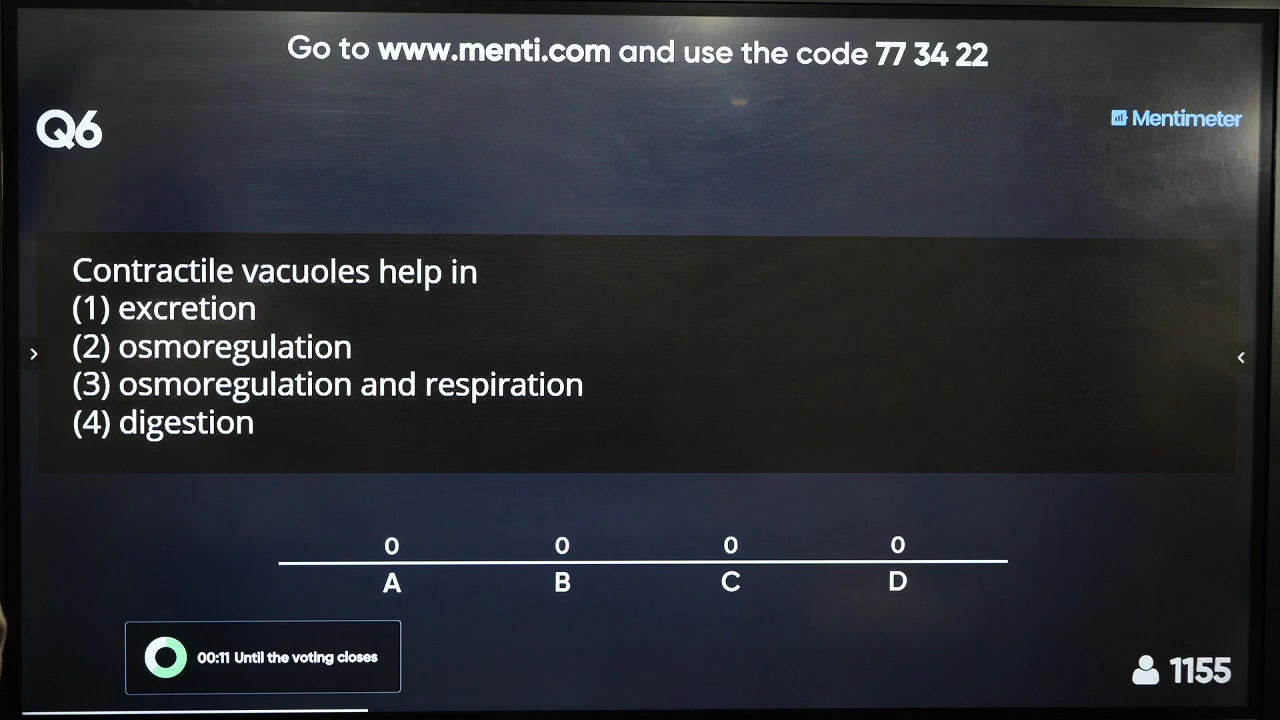 Go to www.menti.com and use the code 77 34 22
Q6
Mentimeter
Contractile vacuoles help in
(1) excretion
(2) osmoregulation
(3) osmoregulation and respiration
(4) digestion
0 0 0 0
A B C D
00:11 Until the voting closes
1155